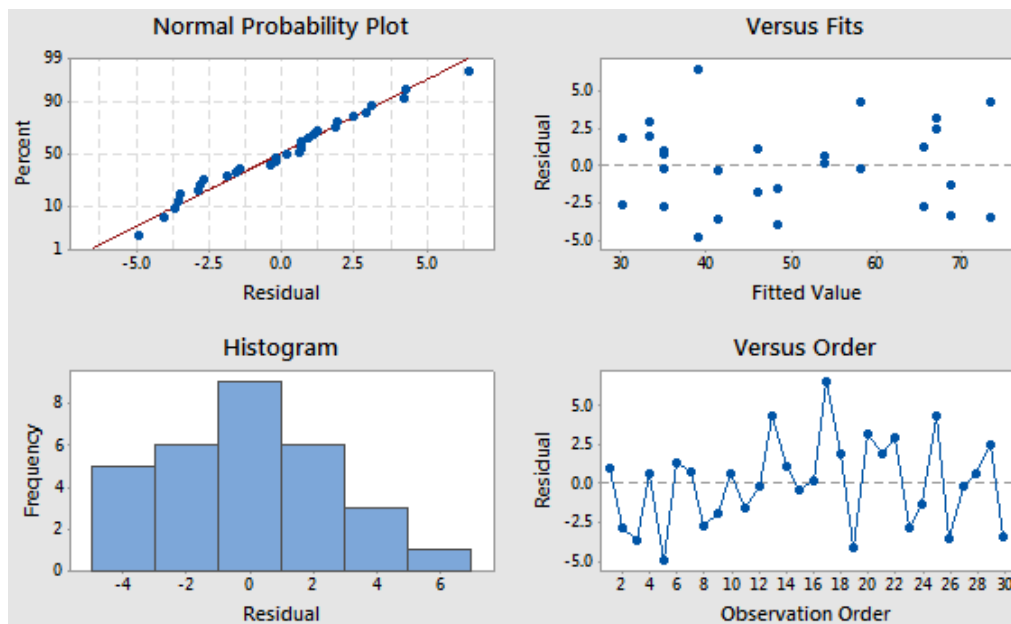 Normal Probability Plot
99
90
50
10
1
Percent
-5.0 -2.5 0.0 2.5 5.0
Residual
Versus Fits
5.0
2.5
0.0
-2.5
-5.0
Residual
30 40 50 60 70
Fitted Value
Histogram
8
6
4
2
0
Frequency
-4 -2 0 2 4 6
Residual
Versus Order
5.0
2.5
0.0
-2.5
-5.0
Residual
2 4 6 8 10 12 14 16 18 20 22 24 26 28 30
Observation Order